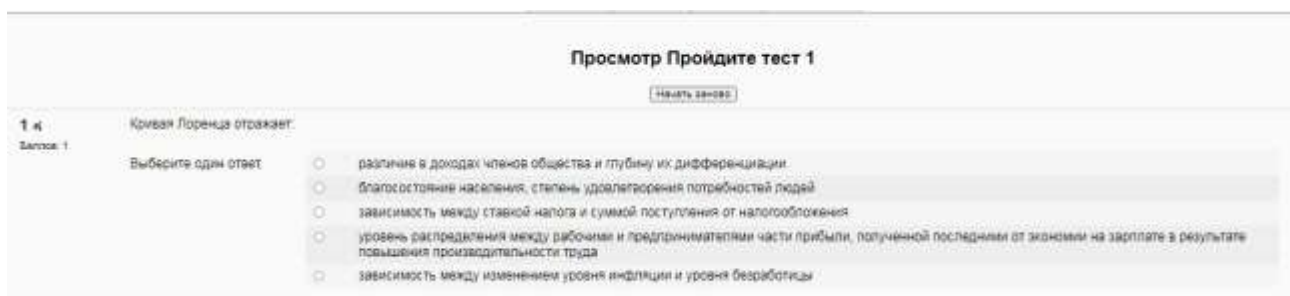 Просмотр Пройдите тест 1
Начать заново
1
Баллов: 1
Кривая Лоренца отражает:
Выберите один ответ
различие в доходах членов общества и глубину их дифференциации
благосостояние населения, степень удовлетворения потребностей людей
зависимость между ставкой налога и суммой поступления от налогообложения
уровень распределения между рабочими и предпринимателями части прибыли, полученной последними от экономии на зарплате в результате
повышения производительности труда
зависимость между изменением уровня инфляции и уровня безработицы